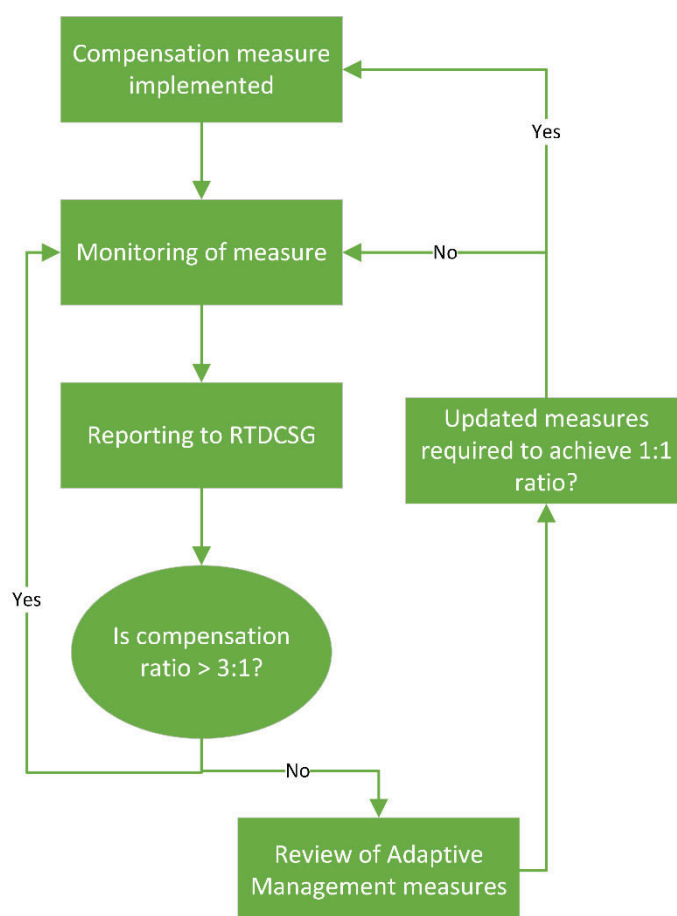 Compensation measure
implemented
Yes
Monitoring of measure
No
Reporting to RTDCSG
Updated measures
required to achieve 1:1
ratio?
Yes
Is compensation
ratio > 3:1?
No
Review of Adaptive
Management measures